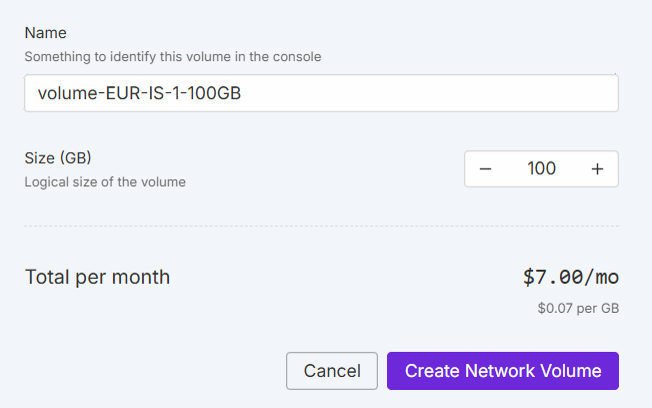 Name
Something to identify this volume in the console
volume-EUR-IS-1-100GB
Size (GB)
Logical size of the volume
− 100 +
Total per month
$7.00/mo
$0.07 per GB
Cancel
Create Network Volume